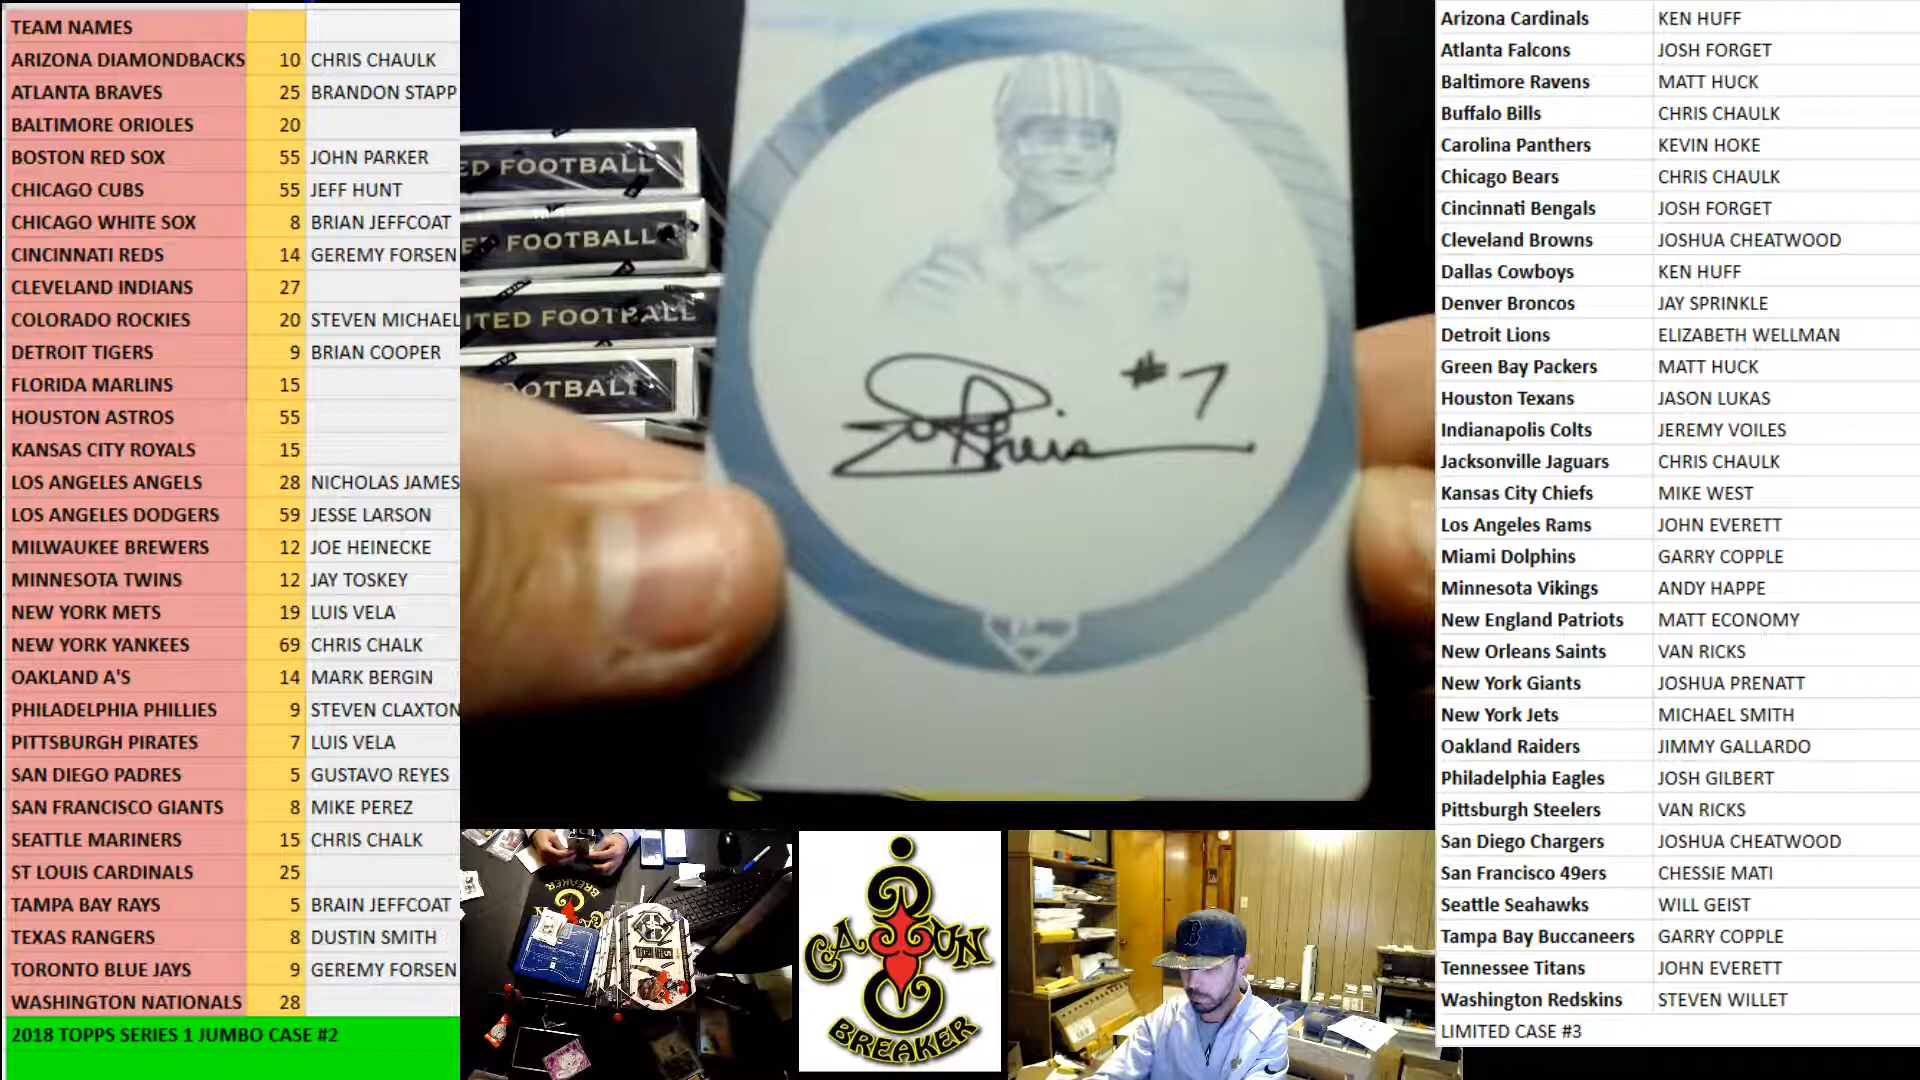 TEAM NAMES
ARIZONA DIAMONDBACKS 10 CHRIS CHAULK
ATLANTA BRAVES 25 BRANDON STAPP
BALTIMORE ORIOLES 20
BOSTON RED SOX 55 JOHN PARKER
CHICAGO CUBS 55 JEFF HUNT
CHICAGO WHITE SOX 8 BRIAN JEFFCOAT
CINCINNATI REDS 14 GEREMY FORSEN
CLEVELAND INDIANS 27
COLORADO ROCKIES 20 STEVEN MICHAEL
DETROIT TIGERS 9 BRIAN COOPER
FLORIDA MARLINS 15
HOUSTON ASTROS 55
KANSAS CITY ROYALS 15
LOS ANGELES ANGELS 28 NICHOLAS JAMES
LOS ANGELES DODGERS 59 JESSE LARSON
MILWAUKEE BREWERS 12 JOE HEINECKE
MINNESOTA TWINS 12 JAY TOSKEY
NEW YORK METS 19 LUIS VELA
NEW YORK YANKEES 69 CHRIS CHALK
OAKLAND A'S 14 MARK BERGIN
PHILADELPHIA PHILLIES 9 STEVEN CLAXTON
PITTSBURGH PIRATES 7 LUIS VELA
SAN DIEGO PADRES 5 GUSTAVO REYES
SAN FRANCISCO GIANTS 8 MIKE PEREZ
SEATTLE MARINERS 15 CHRIS CHALK
ST LOUIS CARDINALS 25
TAMPA BAY RAYS 5 BRAIN JEFFCOAT
TEXAS RANGERS 8 DUSTIN SMITH
TORONTO BLUE JAYS 9 GEREMY FORSEN
WASHINGTON NATIONALS 28
2018 TOPPS SERIES 1 JUMBO CASE #2
ED FOOTBALL
ED FOOTBALL
ITED FOOTBALL
OOTBALL
#7
CAJUN
BREAKER
Arizona Cardinals KEN HUFF
Atlanta Falcons JOSH FORGET
Baltimore Ravens MATT HUCK
Buffalo Bills CHRIS CHAULK
Carolina Panthers KEVIN HOKE
Chicago Bears CHRIS CHAULK
Cincinnati Bengals JOSH FORGET
Cleveland Browns JOSHUA CHEATWOOD
Dallas Cowboys KEN HUFF
Denver Broncos JAY SPRINKLE
Detroit Lions ELIZABETH WELLMAN
Green Bay Packers MATT HUCK
Houston Texans JASON LUKAS
Indianapolis Colts JEREMY VOILES
Jacksonville Jaguars CHRIS CHAULK
Kansas City Chiefs MIKE WEST
Los Angeles Rams JOHN EVERETT
Miami Dolphins GARRY COPPLE
Minnesota Vikings ANDY HAPPE
New England Patriots MATT ECONOMY
New Orleans Saints VAN RICKS
New York Giants JOSHUA PRENATT
New York Jets MICHAEL SMITH
Oakland Raiders JIMMY GALLARDO
Philadelphia Eagles JOSH GILBERT
Pittsburgh Steelers VAN RICKS
San Diego Chargers JOSHUA CHEATWOOD
San Francisco 49ers CHESSIE MATI
Seattle Seahawks WILL GEIST
Tampa Bay Buccaneers GARRY COPPLE
Tennessee Titans JOHN EVERETT
Washington Redskins STEVEN WILLET
LIMITED CASE #3